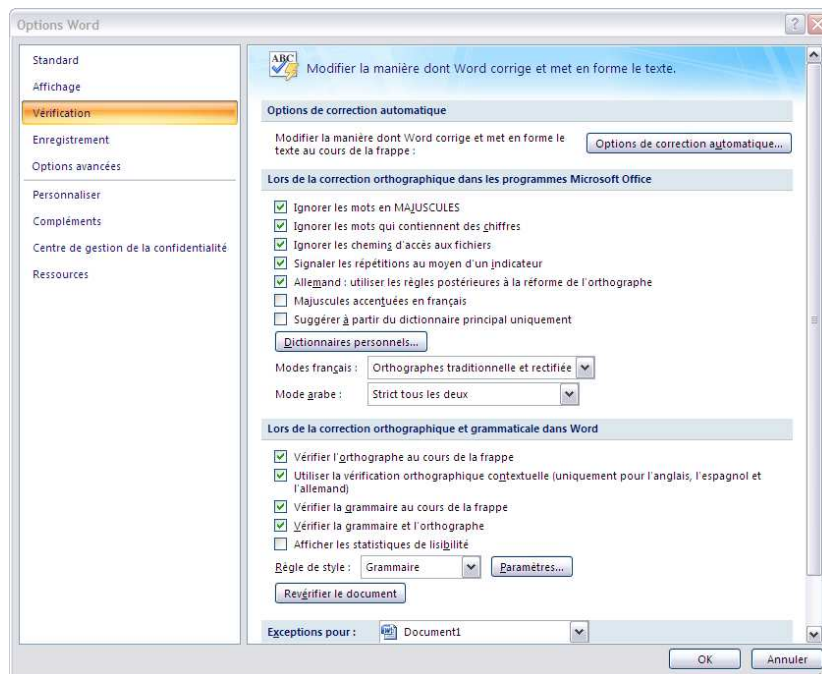 Options Word
Standard
Affichage
Vérification
Enregistrement
Options avancées
Personnaliser
Compléments
Centre de gestion de la confidentialité
Ressources
ABC
Modifier la manière dont Word corrige et met en forme le texte.
Options de correction automatique
Modifier la manière dont Word corrige et met en forme le
texte au cours de la frappe :
Options de correction automatique...
Lors de la correction orthographique dans les programmes Microsoft Office
Ignorer les mots en MAJUSCULES
Ignorer les mots qui contiennent des chiffres
Ignorer les chemins d'accès aux fichiers
Signaler les répétitions au moyen d'un indicateur
Allemand : utiliser les règles postérieures à la réforme de l'orthographe
Majuscules accentuées en français
Suggérer à partir du dictionnaire principal uniquement
Dictionnaires personnels...
Modes français : Orthographes traditionnelle et rectifiée
Mode arabe : Strict tous les deux
Lors de la correction orthographique et grammaticale dans Word
Vérifier l'orthographe au cours de la frappe
Utiliser la vérification orthographique contextuelle (uniquement pour l'anglais, l'espagnol et
l'allemand)
Vérifier la grammaire au cours de la frappe
Vérifier la grammaire et l'orthographe
Afficher les statistiques de lisibilité
Règle de style : Grammaire Paramètres...
Revérifier le document
Exceptions pour : Document1
OK Annuler